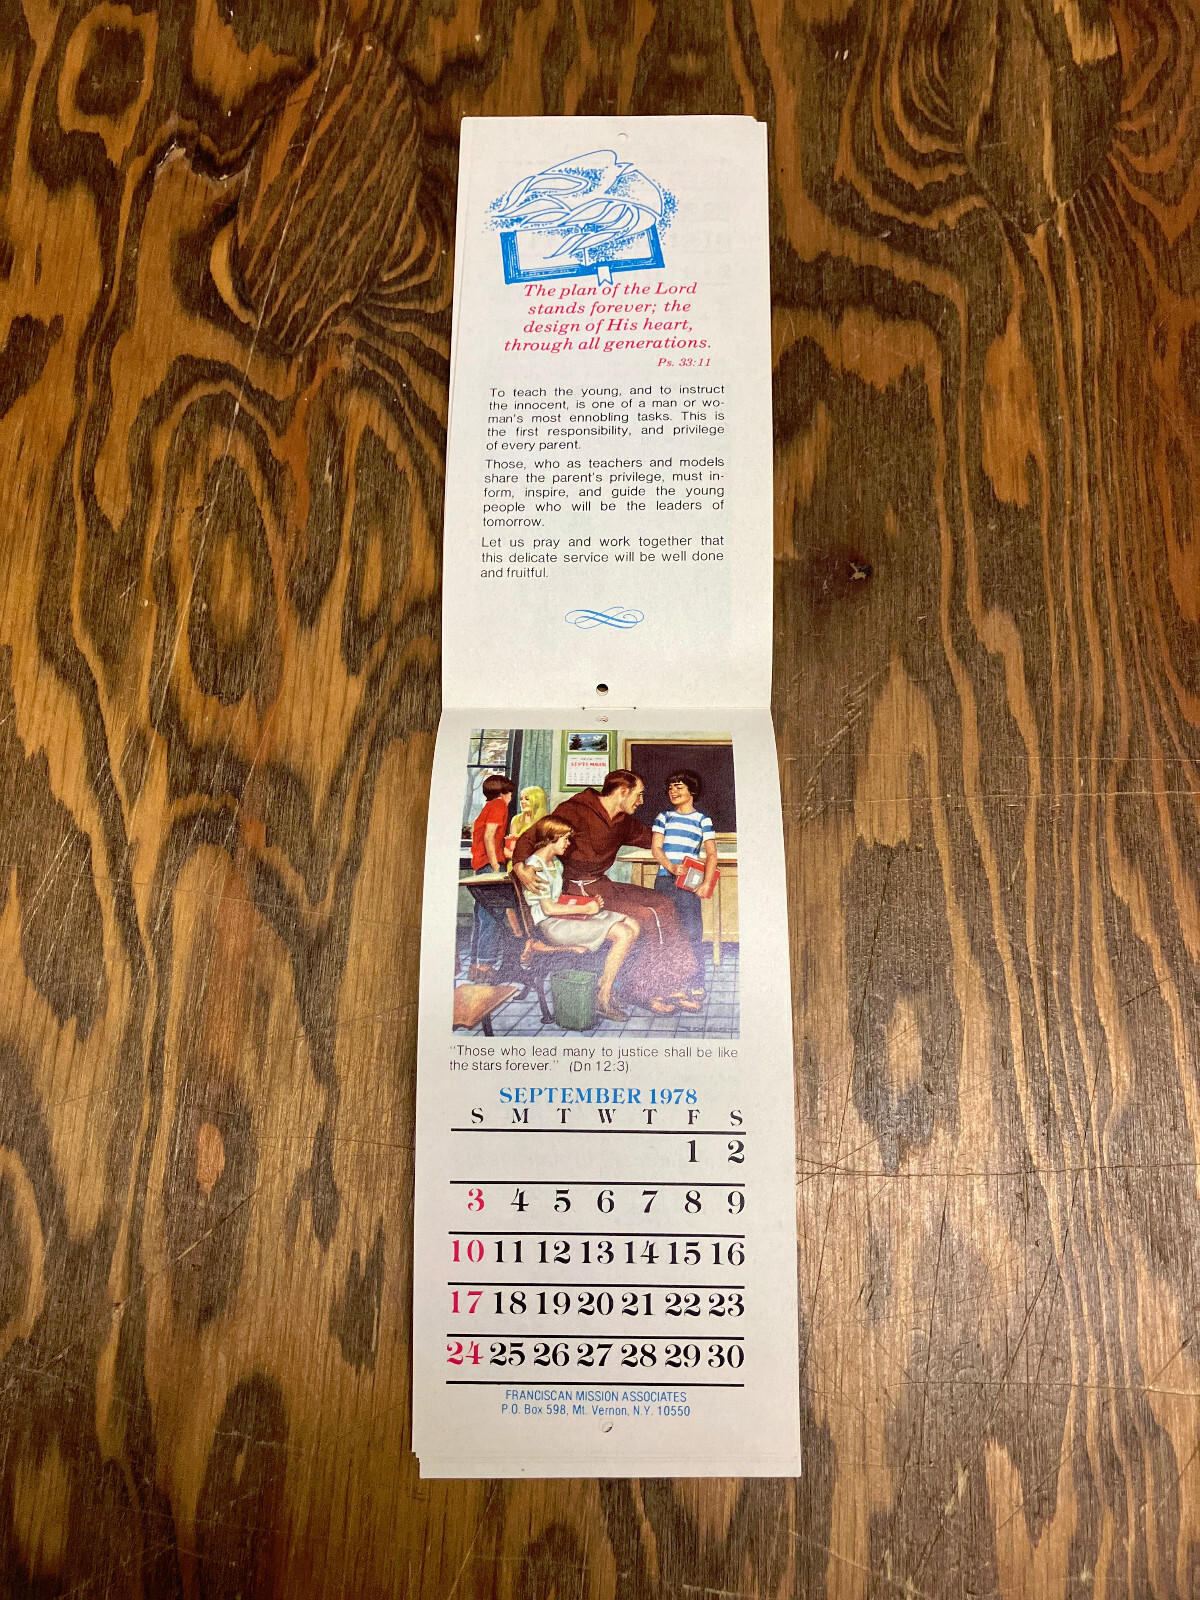 The plan of the Lord
stands forever; the
design of His heart,
through all generations.
Ps. 33:11
To teach the young, and to instruct
the innocent, is one of a man or wo-
man's most ennobling tasks. This is
the first responsibility, and privilege
of every parent.
Those, who as teachers and models
share the parent's privilege, must in-
form, inspire, and guide the young
people who will be the leaders of
tomorrow.
Let us pray and work together that
this delicate service will be well done
and fruitful.
SEPTEMBER
"Those who lead many to justice shall be like
the stars forever." (Dn 12:3)
SEPTEMBER 1978
S M T W T F S
1 2
3 4 5 6 7 8 9
10 11 12 13 14 15 16
17 18 19 20 21 22 23
24 25 26 27 28 29 30
FRANCISCAN MISSION ASSOCIATES
P.O. Box 598, Mt. Vernon, N.Y. 10550